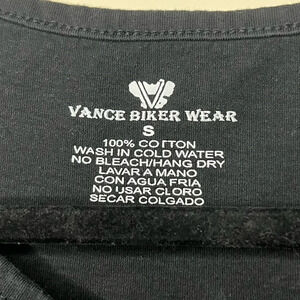 VANCE BIKER WEAR
S
100% COTTON
WASH IN COLD WATER
NO BLEACH/HANG DRY
LAVAR A MANO
CON AGUA FRIA
NO USAR CLORO
SECAR COLGADO